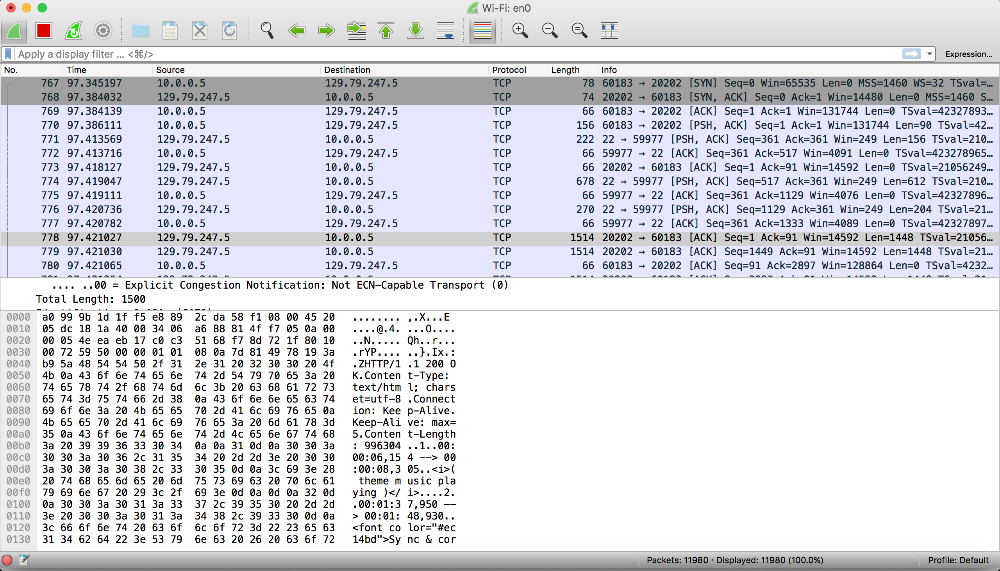 Wi-Fi: en0
Apply a display filter ... <⌘/>
Expression...
No. Time Source Destination Protocol Length Info
767 97.345197 10.0.0.5 129.79.247.5 TCP 78 60183 → 20202 [SYN] Seq=0 Win=65535 Len=0 MSS=1460 WS=32 TSval=…
768 97.384032 129.79.247.5 10.0.0.5 TCP 74 20202 → 60183 [SYN, ACK] Seq=0 Ack=1 Win=14480 Len=0 MSS=1460 S…
769 97.384139 10.0.0.5 129.79.247.5 TCP 66 60183 → 20202 [ACK] Seq=1 Ack=1 Win=131744 Len=0 TSval=42327893…
770 97.386111 10.0.0.5 129.79.247.5 TCP 156 60183 → 20202 [PSH, ACK] Seq=1 Ack=1 Win=131744 Len=90 TSval=42…
771 97.413569 129.79.247.5 10.0.0.5 TCP 222 22 → 59977 [PSH, ACK] Seq=361 Ack=361 Win=249 Len=156 TSval=210…
772 97.413716 10.0.0.5 129.79.247.5 TCP 66 59977 → 22 [ACK] Seq=361 Ack=517 Win=4091 Len=0 TSval=423278965…
773 97.418127 129.79.247.5 10.0.0.5 TCP 66 20202 → 60183 [ACK] Seq=1 Ack=91 Win=14592 Len=0 TSval=21056249…
774 97.419047 129.79.247.5 10.0.0.5 TCP 678 22 → 59977 [PSH, ACK] Seq=517 Ack=361 Win=249 Len=612 TSval=210…
775 97.419111 10.0.0.5 129.79.247.5 TCP 66 59977 → 22 [ACK] Seq=361 Ack=1129 Win=4076 Len=0 TSval=42327896…
776 97.420736 129.79.247.5 10.0.0.5 TCP 270 22 → 59977 [PSH, ACK] Seq=1129 Ack=361 Win=249 Len=204 TSval=21…
777 97.420782 10.0.0.5 129.79.247.5 TCP 66 59977 → 22 [ACK] Seq=361 Ack=1333 Win=4089 Len=0 TSval=42327897…
778 97.421027 129.79.247.5 10.0.0.5 TCP 1514 20202 → 60183 [ACK] Seq=1 Ack=91 Win=14592 Len=1448 TSval=21056…
779 97.421030 129.79.247.5 10.0.0.5 TCP 1514 20202 → 60183 [ACK] Seq=1449 Ack=91 Win=14592 Len=1448 TSval=21…
780 97.421065 10.0.0.5 129.79.247.5 TCP 66 60183 → 20202 [ACK] Seq=91 Ack=2897 Win=128864 Len=0 TSval=4232…
.... ..00 = Explicit Congestion Notification: Not ECN-Capable Transport (0)
Total Length: 1500
0000 a0 99 9b 1d 1f f5 e8 89 2c da 58 f1 08 00 45 20 ........ ,.X...E
0010 05 dc 18 1a 40 00 34 06 a6 88 81 4f f7 05 0a 00 ....@.4. ...O....
0020 00 05 4e ea eb 17 c0 c3 51 68 f7 8d 72 1f 80 10 ..N..... Qh..r...
0030 00 72 59 50 00 00 01 01 08 0a 7d 81 49 78 19 3a .rYP.... ..}.Ix.:
0040 b9 5a 48 54 54 50 2f 31 2e 31 20 32 30 30 20 4f .ZHTTP/1 .1 200 O
0050 4b 0a 43 6f 6e 74 65 6e 74 2d 54 79 70 65 3a 20 K.Conten t-Type:
0060 74 65 78 74 2f 68 74 6d 6c 3b 20 63 68 61 72 73 text/htm l; chars
0070 65 74 3d 75 74 66 2d 38 0a 43 6f 6e 6e 65 63 74 et=utf-8 .Connect
0080 69 6f 6e 3a 20 4b 65 65 70 2d 41 6c 69 76 65 0a ion: Kee p-Alive.
0090 4b 65 65 70 2d 41 6c 69 76 65 3a 20 6d 61 78 3d Keep-Ali ve: max=
00a0 35 0a 43 6f 6e 74 65 6e 74 2d 4c 65 6e 67 74 68 5.Conten t-Length
00b0 3a 20 39 39 36 33 30 34 0a 0a 31 0d 0a 30 30 3a : 996304 ..1..00:
00c0 30 30 3a 30 36 2c 31 35 34 20 2d 2d 3e 20 30 30 00:06,15 4 --> 00
00d0 3a 30 30 3a 30 38 2c 33 30 35 0d 0a 3c 69 3e 28 :00:08,3 05..<i>(
00e0 20 74 68 65 6d 65 20 6d 75 73 69 63 20 70 6c 61 theme m usic pla
00f0 79 69 6e 67 20 29 3c 2f 69 3e 0d 0a 0d 0a 32 0d ying )</ i>....2.
0100 0a 30 30 3a 30 31 3a 33 37 2c 39 35 30 20 2d 2d .00:01:3 7,950 --
0110 3e 20 30 30 3a 30 31 3a 34 38 2c 39 33 30 0d 0a > 00:01: 48,930..
0120 3c 66 6f 6e 74 20 63 6f 6c 6f 72 3d 22 23 65 63 <font co lor="#ec
0130 31 34 62 64 22 3e 53 79 6e 63 20 26 20 63 6f 72 14bd">Sy nc & cor
Packets: 11980 · Displayed: 11980 (100.0%) Profile: Default